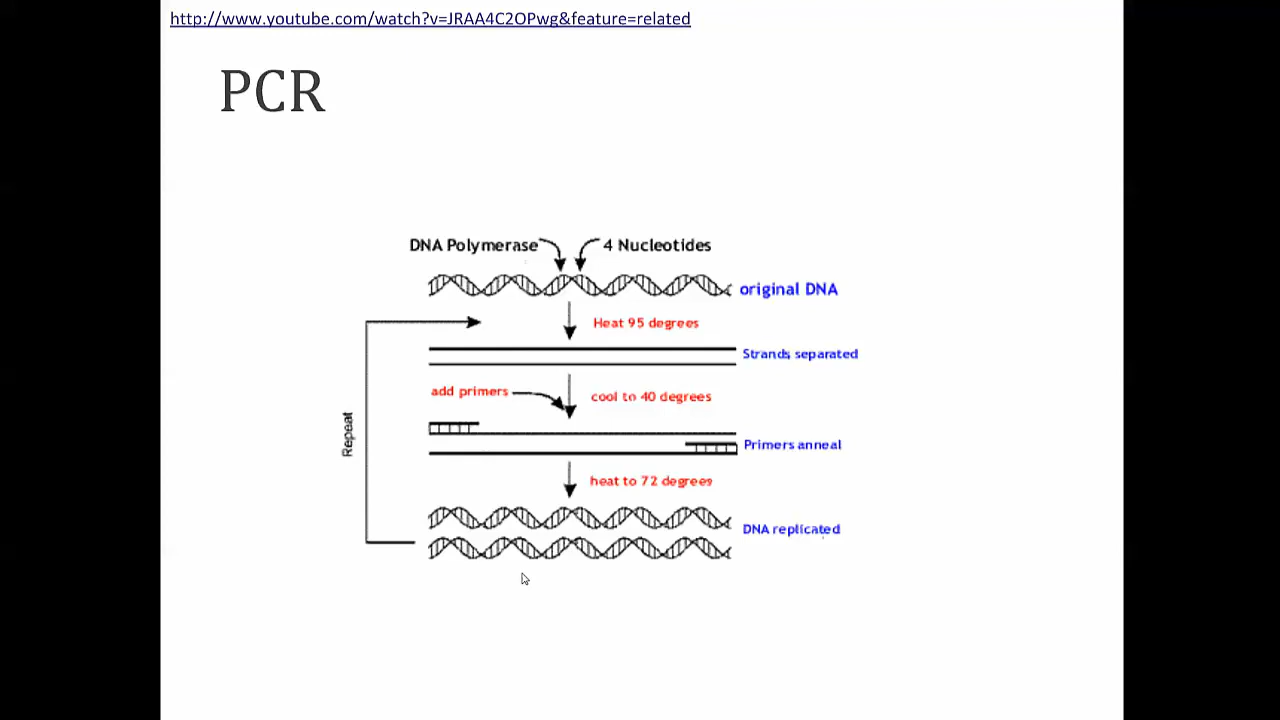 http://www.youtube.com/watch?v=JRAA4C2OPwg&feature=related
PCR
DNA Polymerase 4 Nucleotides
original DNA
Heat 95 degrees
Strands separated
add primers
cool to 40 degrees
Primers anneal
Repeat
heat to 72 degrees
DNA replicated